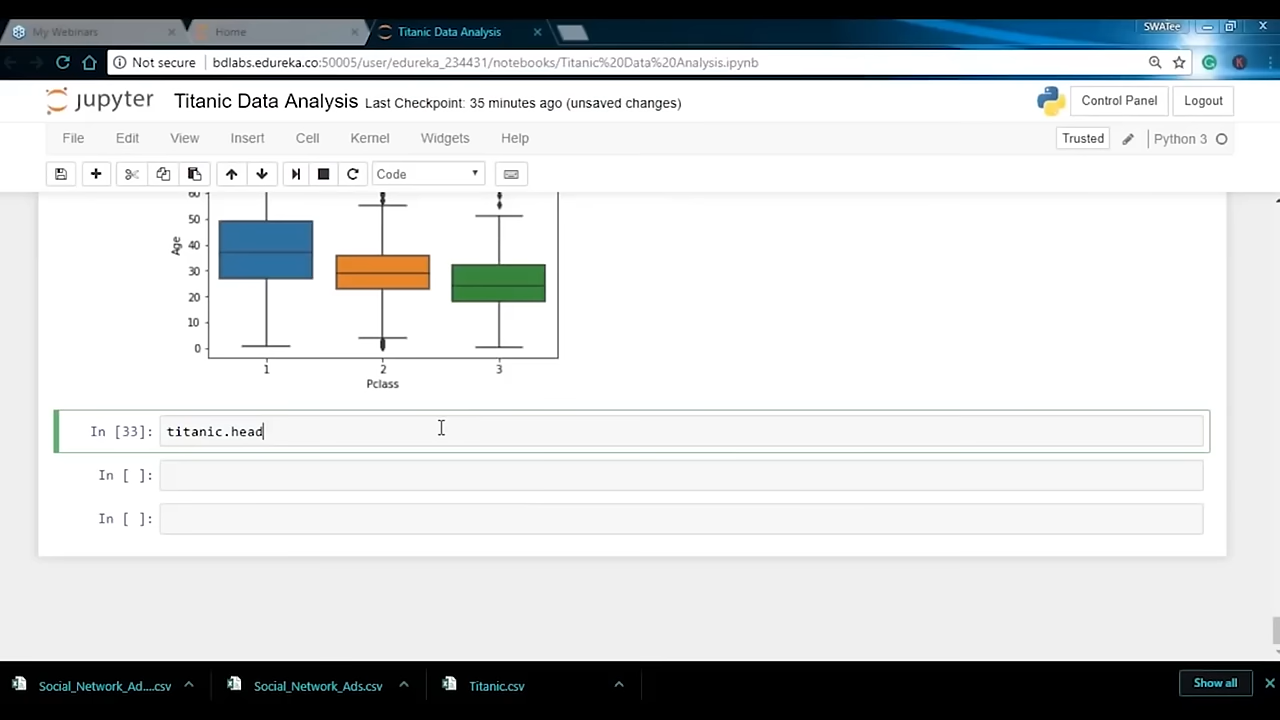 My Webinars
Home
Titanic Data Analysis
SWATee
Not secure
bdlabs.edureka.co:50005/user/edureka_234431/notebooks/Titanic%20Data%20Analysis.ipynb
jupyter
Titanic Data Analysis Last Checkpoint: 35 minutes ago (unsaved changes)
Control Panel
Logout
File Edit View Insert Cell Kernel Widgets Help
Trusted
Python 3
Code
60
50
40
30
20
10
0
Age
1 2 3
Pclass
In [33]: titanic.head
In [ ]:
In [ ]:
Social_Network_Ad....csv
Social_Network_Ads.csv
Titanic.csv
Show all